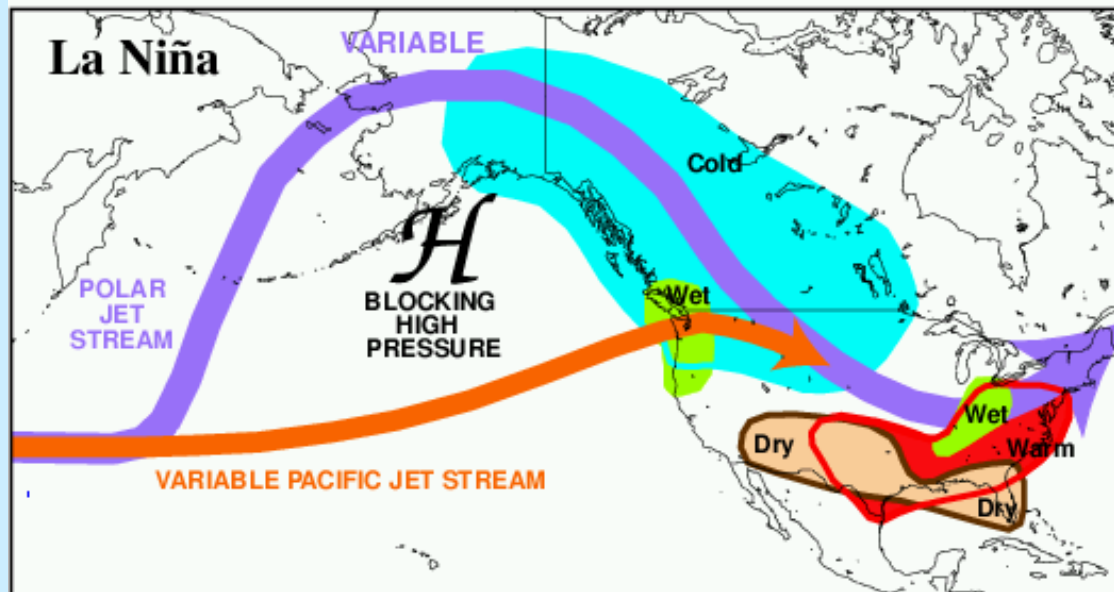 La Niña
VARIABLE
Cold
H
POLAR
JET
STREAM
BLOCKING
HIGH
PRESSURE
Wet
Wet
Dry
Warm
VARIABLE PACIFIC JET STREAM
Dry